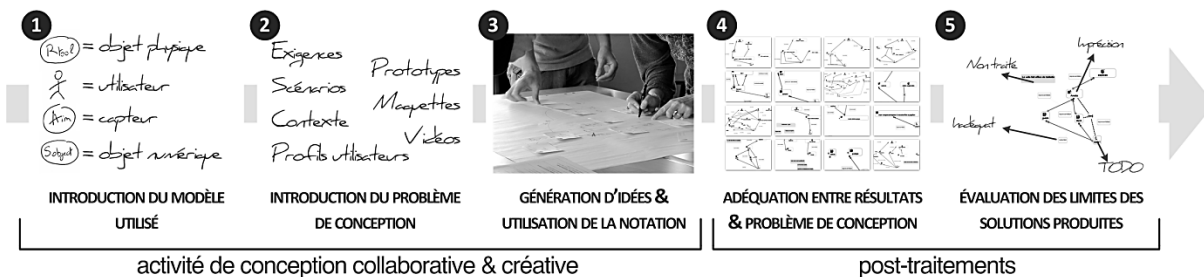 1
Rtool = objet physique
= utilisateur
Aim = capteur
Sobject = objet numérique
INTRODUCTION DU MODÈLE
UTILISÉ
2
Exigences
Prototypes
Scénarios
Maquettes
Contexte
Vidéos
Profils utilisateurs
INTRODUCTION DU PROBLÈME
DE CONCEPTION
3
GÉNÉRATION D'IDÉES &
UTILISATION DE LA NOTATION
4
ADÉQUATION ENTRE RÉSULTATS
& PROBLÈME DE CONCEPTION
5
Imprécision
Non traité
Inadéquat
TODO
ÉVALUATION DES LIMITES DES
SOLUTIONS PRODUITES
activité de conception collaborative & créative
post-traitements